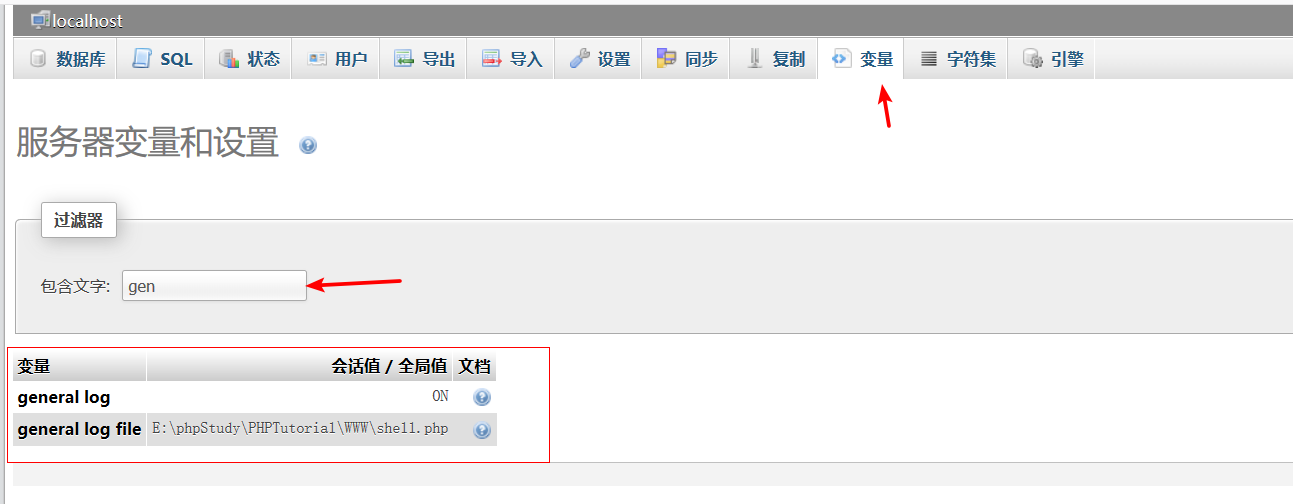 localhost
数据库 SQL 状态 用户 导出 导入 设置 同步 复制 变量 字符集 引擎
服务器变量和设置
过滤器
包含文字: gen
变量 会话值 / 全局值 文档
general log ON
general log file E:\phpStudy\PHPTutorial\WWW\shell.php